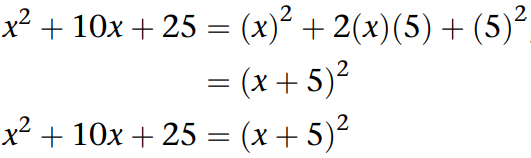 x² + 10x + 25 = (x)² + 2(x)(5) + (5)²
= (x + 5)²
x² + 10x + 25 = (x + 5)²